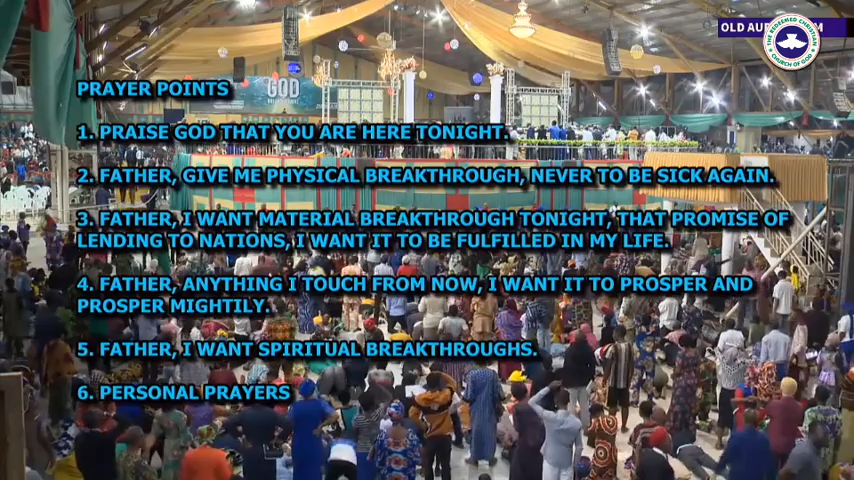 OLD AU
THE REDEEMED CHRISTIAN CHURCH OF GOD
GOD
PRAYER POINTS
1. PRAISE GOD THAT YOU ARE HERE TONIGHT.
2. FATHER, GIVE ME PHYSICAL BREAKTHROUGH, NEVER TO BE SICK AGAIN.
3. FATHER, I WANT MATERIAL BREAKTHROUGH TONIGHT, THAT PROMISE OF
LENDING TO NATIONS, I WANT IT TO BE FULFILLED IN MY LIFE.
4. FATHER, ANYTHING I TOUCH FROM NOW, I WANT IT TO PROSPER AND
PROSPER MIGHTILY.
5. FATHER, I WANT SPIRITUAL BREAKTHROUGHS.
6. PERSONAL PRAYERS